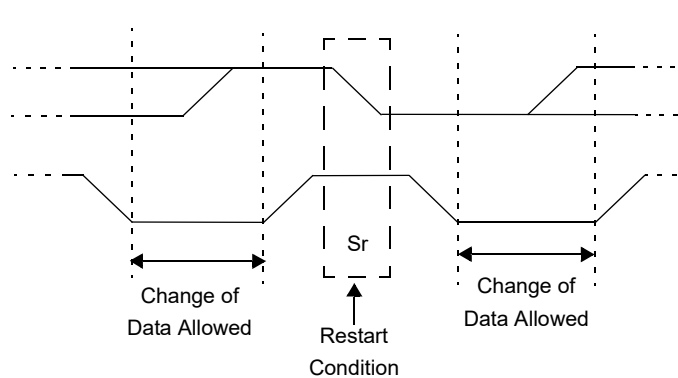 Sr
Change of
Data Allowed
Restart
Condition
Change of
Data Allowed